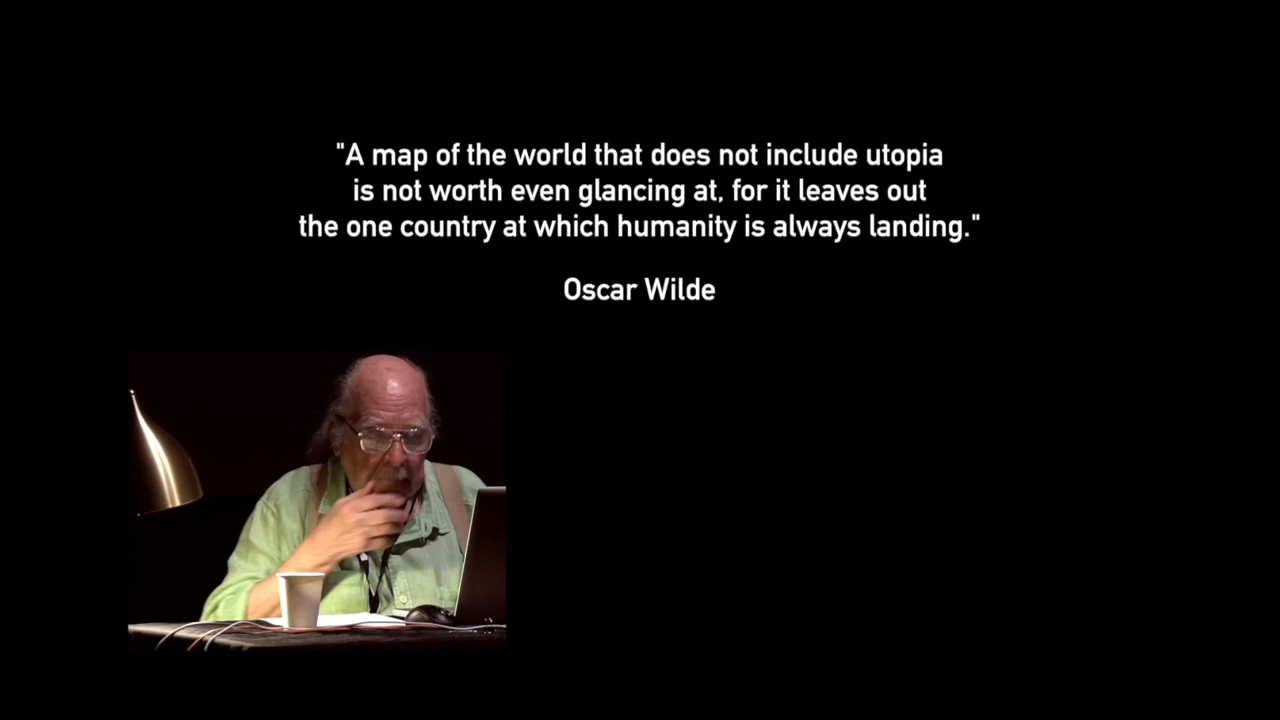 "A map of the world that does not include utopia
is not worth even glancing at, for it leaves out
the one country at which humanity is always landing."
Oscar Wilde